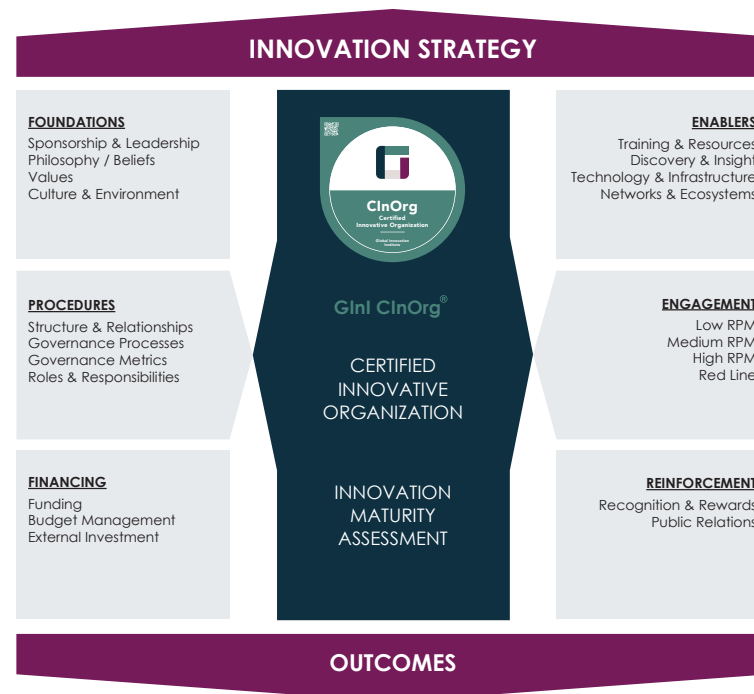 INNOVATION STRATEGY
FOUNDATIONS
Sponsorship & Leadership
Philosophy / Beliefs
Values
Culture & Environment
PROCEDURES
Structure & Relationships
Governance Processes
Governance Metrics
Roles & Responsibilities
FINANCING
Funding
Budget Management
External Investment
CInOrg
Certified
Innovative Organization
Global Innovation
Institute
GInI CInOrg®
CERTIFIED
INNOVATIVE
ORGANIZATION
INNOVATION
MATURITY
ASSESSMENT
ENABLERS
Training & Resources
Discovery & Insight
Technology & Infrastructure
Networks & Ecosystems
ENGAGEMENT
Low RPM
Medium RPM
High RPM
Red Line
REINFORCEMENT
Recognition & Rewards
Public Relations
OUTCOMES